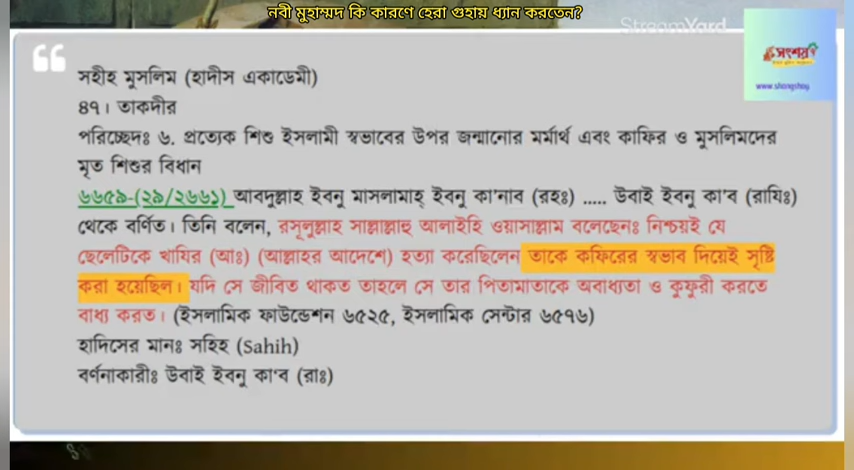 নবী মুহাম্মদ কি কারণে হেরা গুহায় ধ্যান করতেন?
StreamYard
সংশয়
www.shongshoy
সহীহ মুসলিম (হাদীস একাডেমী)
৪৭। তাকদীর
পরিচ্ছেদঃ ৬. প্রত্যেক শিশু ইসলামী স্বভাবের উপর জন্মানোর মর্মার্থ এবং কাফির ও মুসলিমদের
মৃত শিশুর বিধান
৬৬৫৯-(২৯/২৬৬১) আবদুল্লাহ ইবনু মাসলামাহ্ ইবনু কা'নাব (রহঃ) ..... উবাই ইবনু কা'ব (রাযিঃ)
থেকে বর্ণিত। তিনি বলেন, রসূলুল্লাহ সাল্লাল্লাহু আলাইহি ওয়াসাল্লাম বলেছেনঃ নিশ্চয়ই যে
ছেলেটিকে খাযির (আঃ) (আল্লাহর আদেশে) হত্যা করেছিলেন তাকে কফিরের স্বভাব দিয়েই সৃষ্টি
করা হয়েছিল। যদি সে জীবিত থাকত তাহলে সে তার পিতামাতাকে অবাধ্যতা ও কুফুরী করতে
বাধ্য করত। (ইসলামিক ফাউন্ডেশন ৬৫২৫, ইসলামিক সেন্টার ৬৫৭৬)
হাদিসের মানঃ সহিহ (Sahih)
বর্ণনাকারীঃ উবাই ইবনু কা'ব (রাঃ)